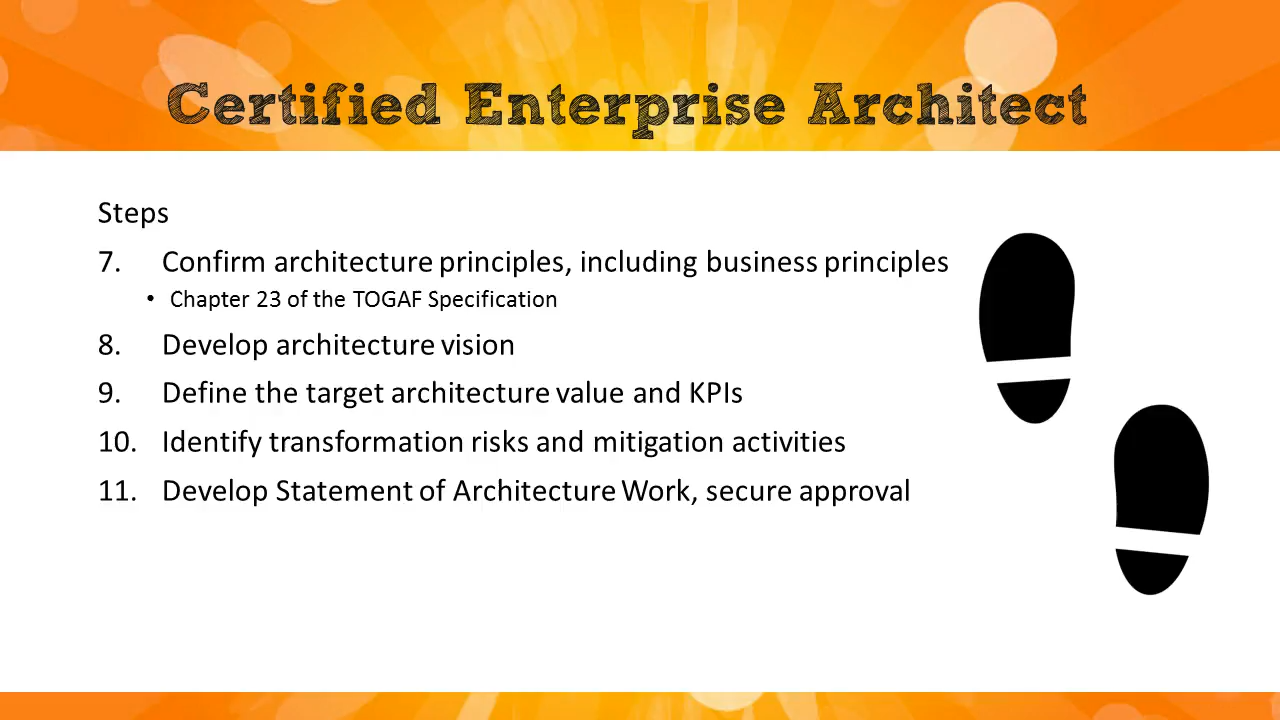 Certified Enterprise Architect
Steps
7. Confirm architecture principles, including business principles
• Chapter 23 of the TOGAF Specification
8. Develop architecture vision
9. Define the target architecture value and KPIs
10. Identify transformation risks and mitigation activities
11. Develop Statement of Architecture Work, secure approval